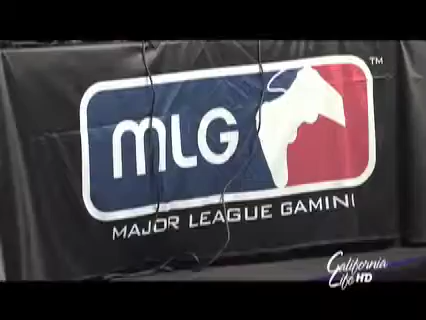 MLG
TM
MAJOR LEAGUE GAMIN
California
Life HD